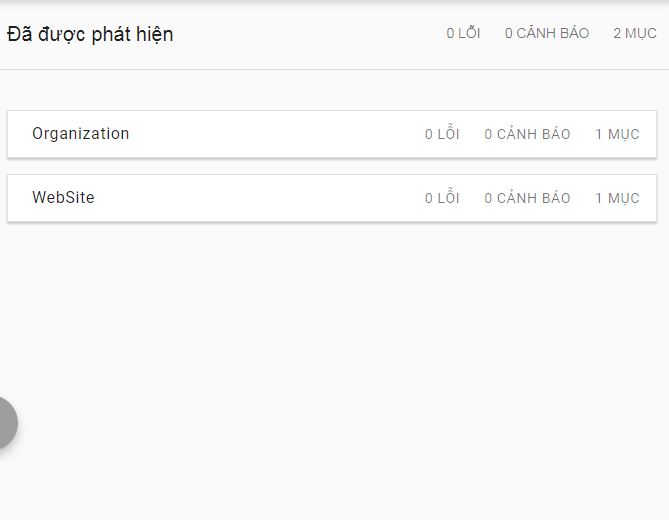 Đã được phát hiện 0 LỖI 0 CẢNH BÁO 2 MỤC
Organization 0 LỖI 0 CẢNH BÁO 1 MỤC
WebSite 0 LỖI 0 CẢNH BÁO 1 MỤC